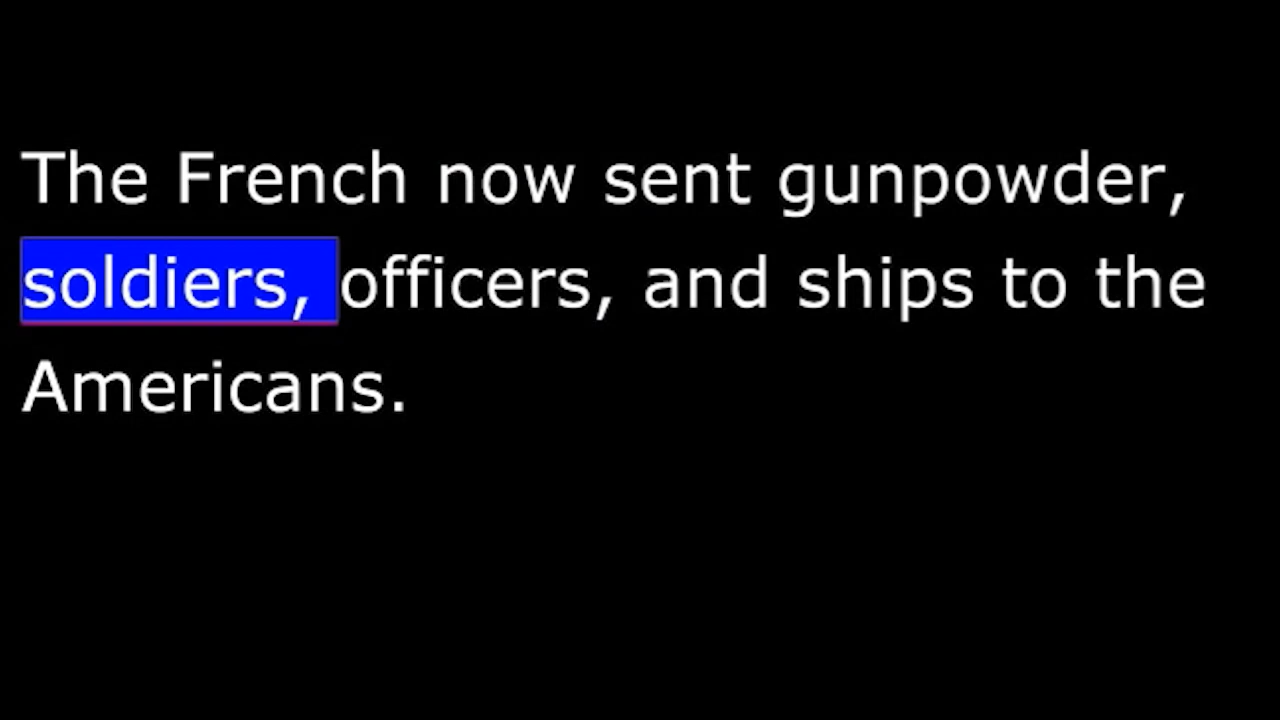 The French now sent gunpowder,
soldiers, officers, and ships to the
Americans.